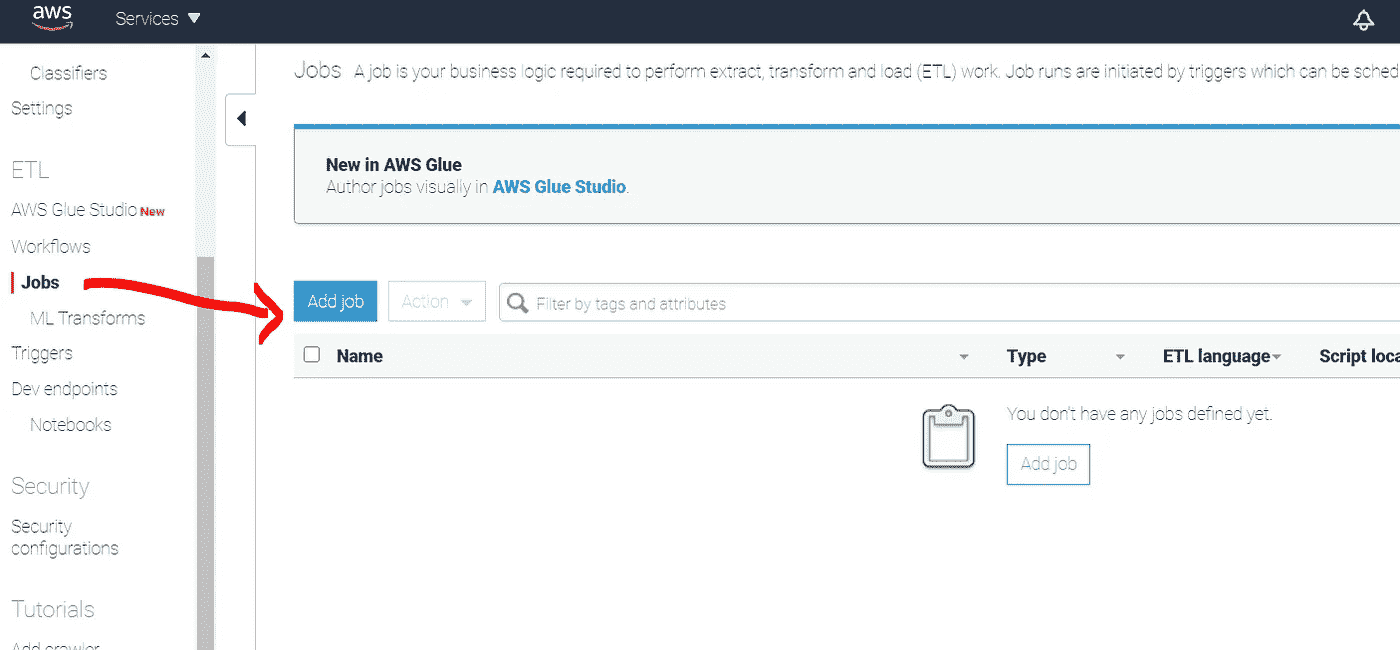 aws
Services
Classifiers
Settings
ETL
AWS Glue Studio New
Workflows
Jobs
ML Transforms
Triggers
Dev endpoints
Notebooks
Security
Security
configurations
Tutorials
Add crawler
Jobs A job is your business logic required to perform extract, transform and load (ETL) work. Job runs are initiated by triggers which can be sched
New in AWS Glue
Author jobs visually in AWS Glue Studio.
Add job Action Filter by tags and attributes
Name Type ETL language Script loca
You don't have any jobs defined yet.
Add job